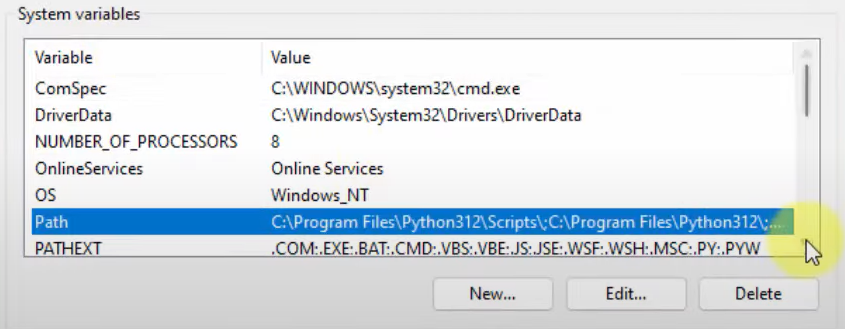 System variables
Variable Value
ComSpec C:\WINDOWS\system32\cmd.exe
DriverData C:\Windows\System32\Drivers\DriverData
NUMBER_OF_PROCESSORS 8
OnlineServices Online Services
OS Windows_NT
Path C:\Program Files\Python312\Scripts\;C:\Program Files\Python312\;...
PATHEXT .COM;.EXE;.BAT;.CMD;.VBS;.VBE;.JS;.JSE;.WSF;.WSH;.MSC;.PY;.PYW
New... Edit... Delete